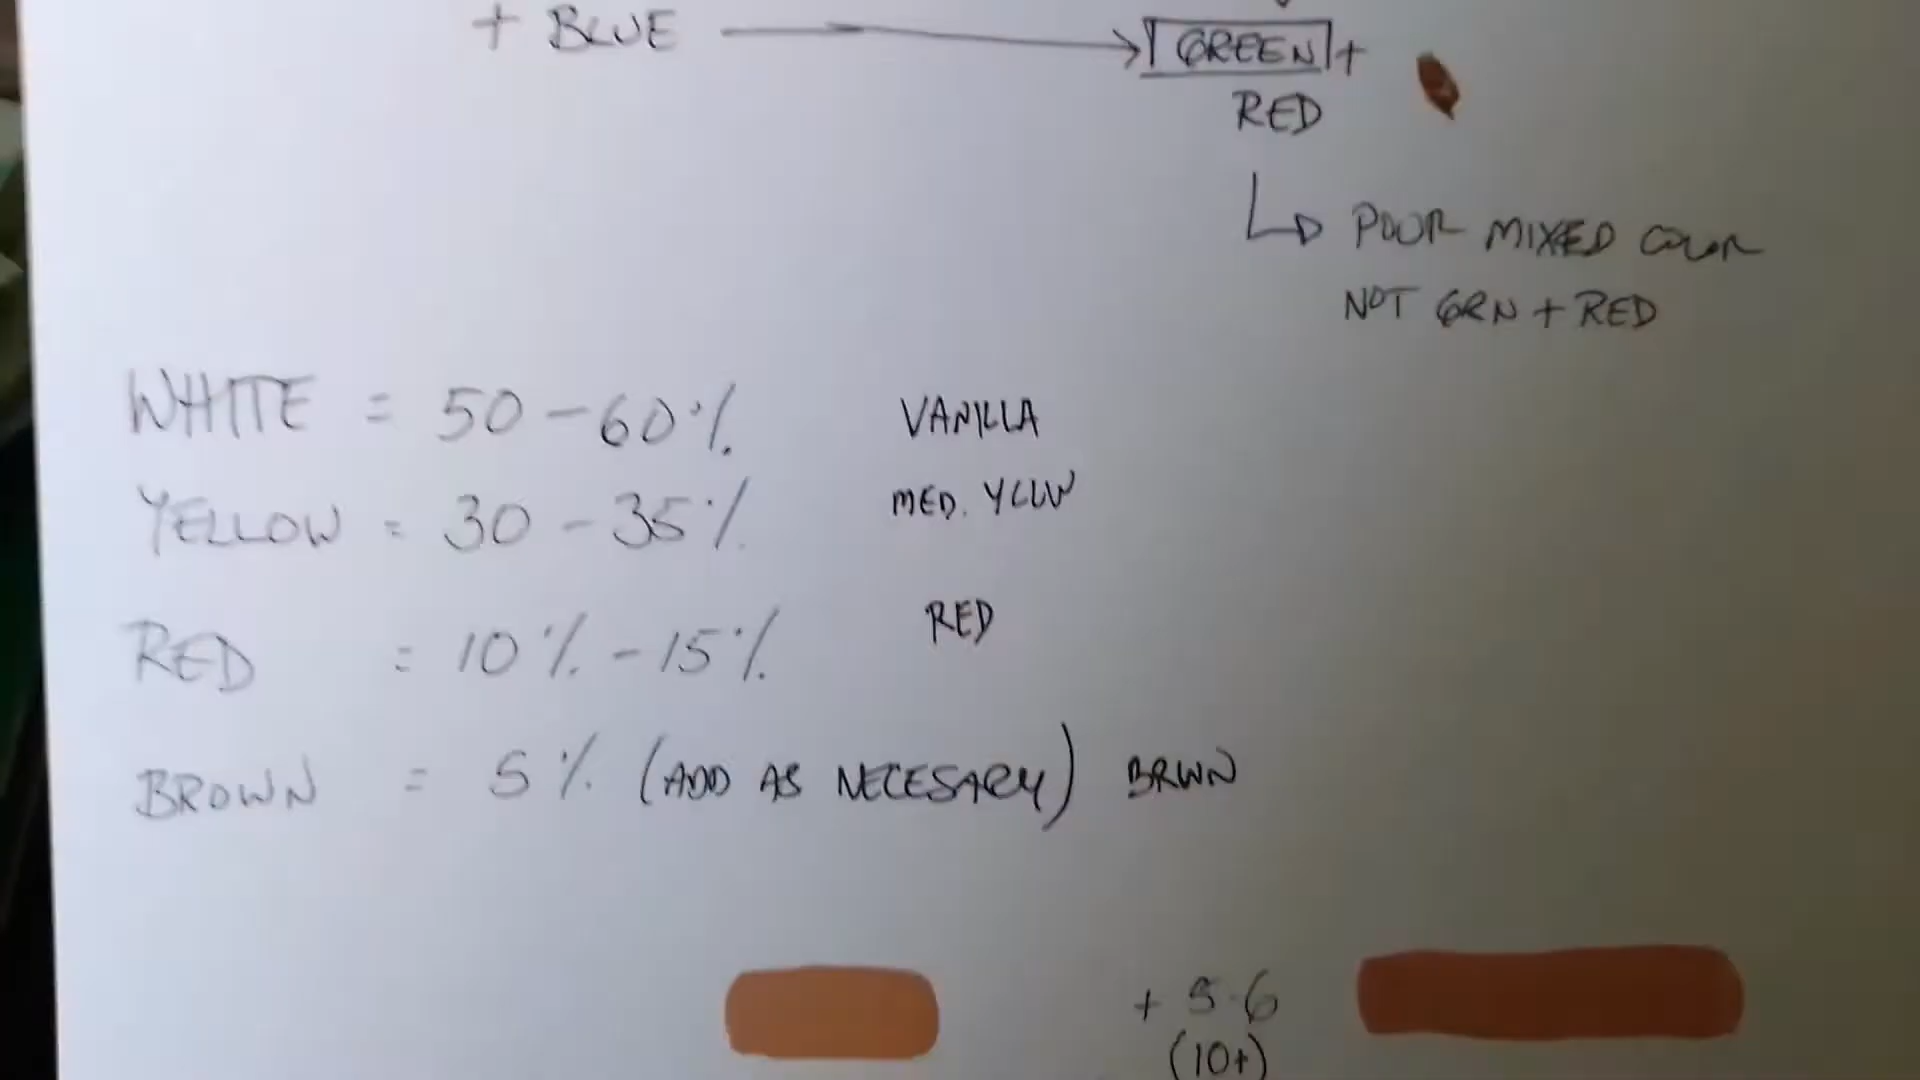 + BLUE → GREEN +
RED
↳ POUR MIXED COLOR
NOT GRN + RED
WHITE = 50 - 60% VANILLA
YELLOW = 30 - 35% MED. YLLW
RED = 10% - 15% RED
BROWN = 5% (ADD AS NECESARY) BRWN
+ 5-6
(10+)